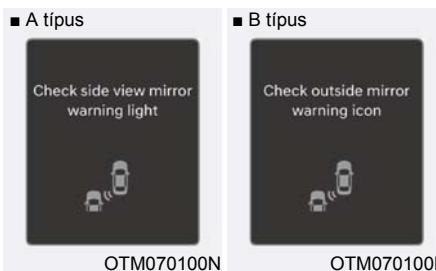 ■ A típus
■ B típus
Check side view mirror
warning light
Check outside mirror
warning icon
OTM070100N
OTM070100